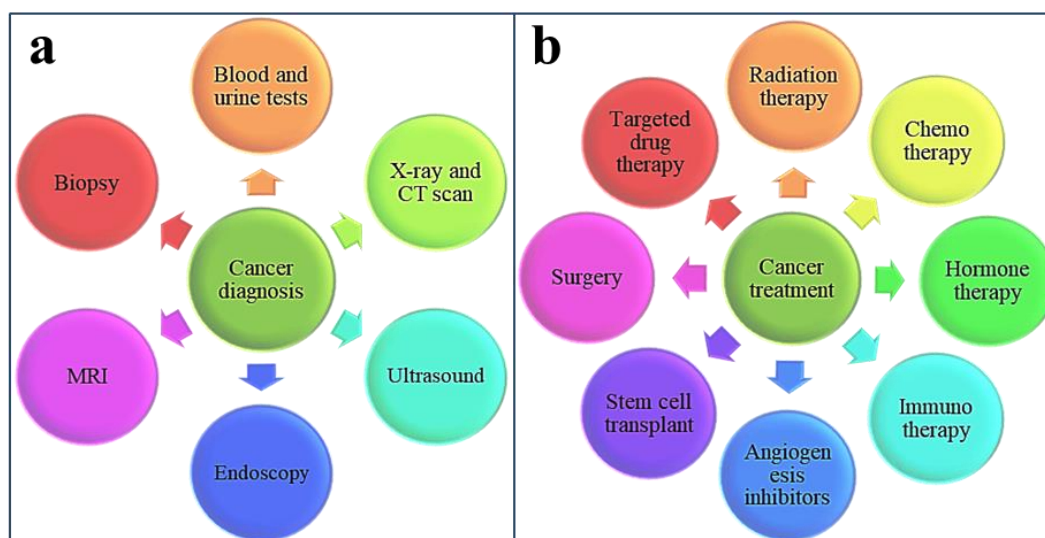 a
Blood and
urine tests
X-ray and
CT scan
Ultrasound
Endoscopy
MRI
Biopsy
Cancer
diagnosis
b
Radiation
therapy
Chemo
therapy
Hormone
therapy
Immuno
therapy
Angiogen
esis
inhibitors
Stem cell
transplant
Surgery
Targeted
drug
therapy
Cancer
treatment